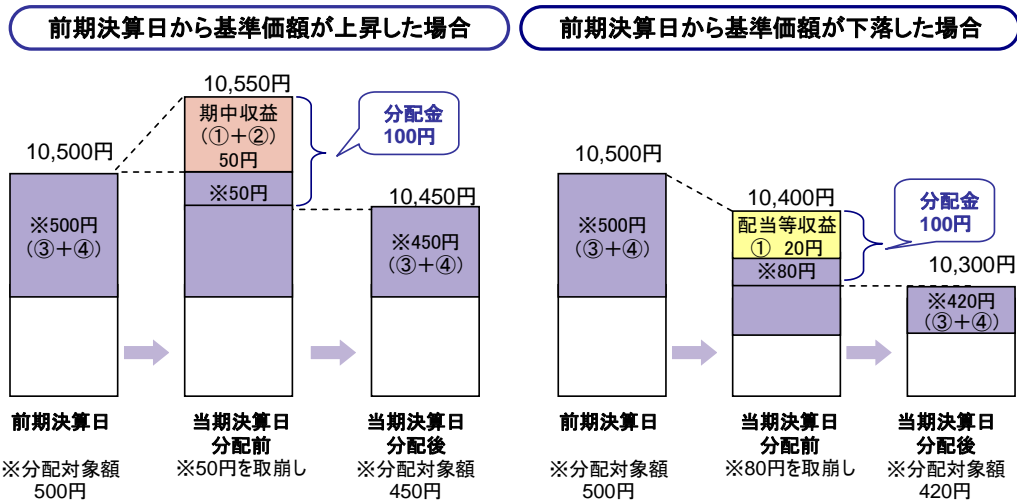 前期決算日から基準価額が上昇した場合
10,550円
期中収益
(①+②)
50円
分配金
100円
10,500円
※50円
10,450円
※500円
(③+④)
※450円
(③+④)
前期決算日
当期決算日
分配前
当期決算日
分配後
※分配対象額
500円
※50円を取崩し
※分配対象額
450円
前期決算日から基準価額が下落した場合
10,500円
10,400円
分配金
100円
配当等収益
① 20円
※500円
(③+④)
※80円
10,300円
※420円
(③+④)
前期決算日
当期決算日
分配前
当期決算日
分配後
※分配対象額
500円
※80円を取崩し
※分配対象額
420円